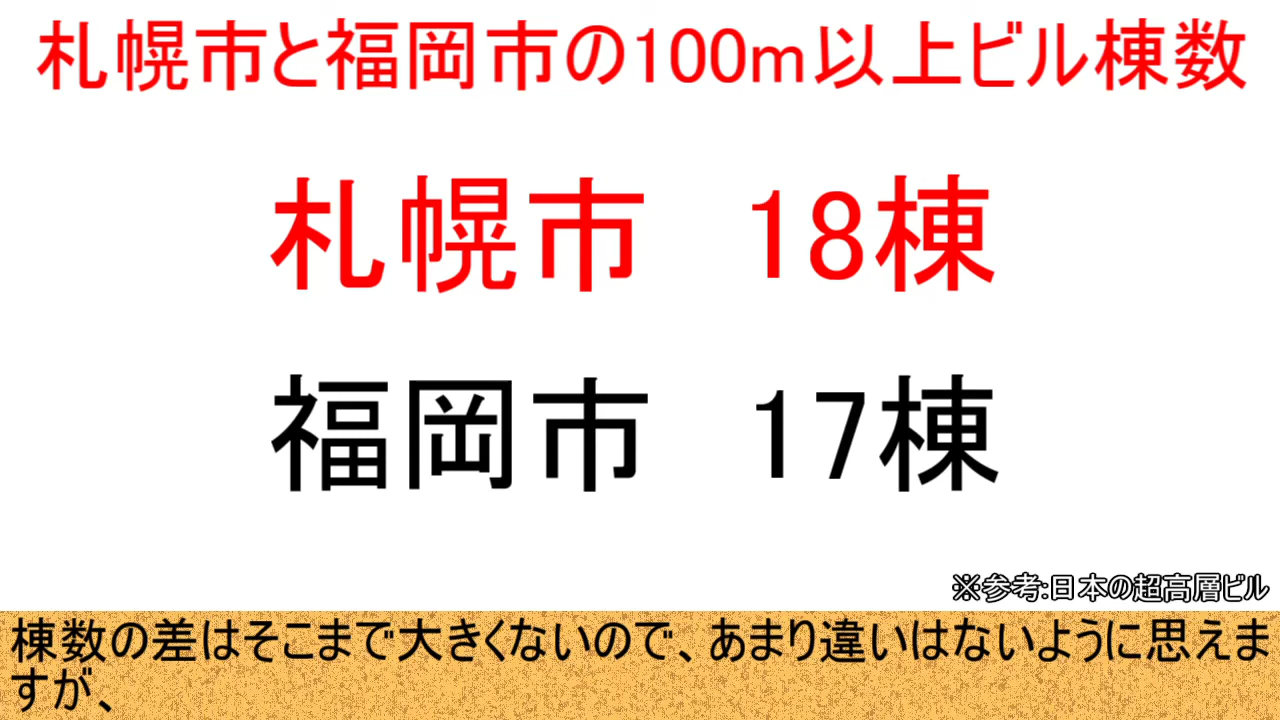 札幌市と福岡市の100m以上ビル棟数
札幌市　18棟
福岡市　17棟
※参考:日本の超高層ビル
棟数の差はそこまで大きくないので、あまり違いはないように思えま
すが、